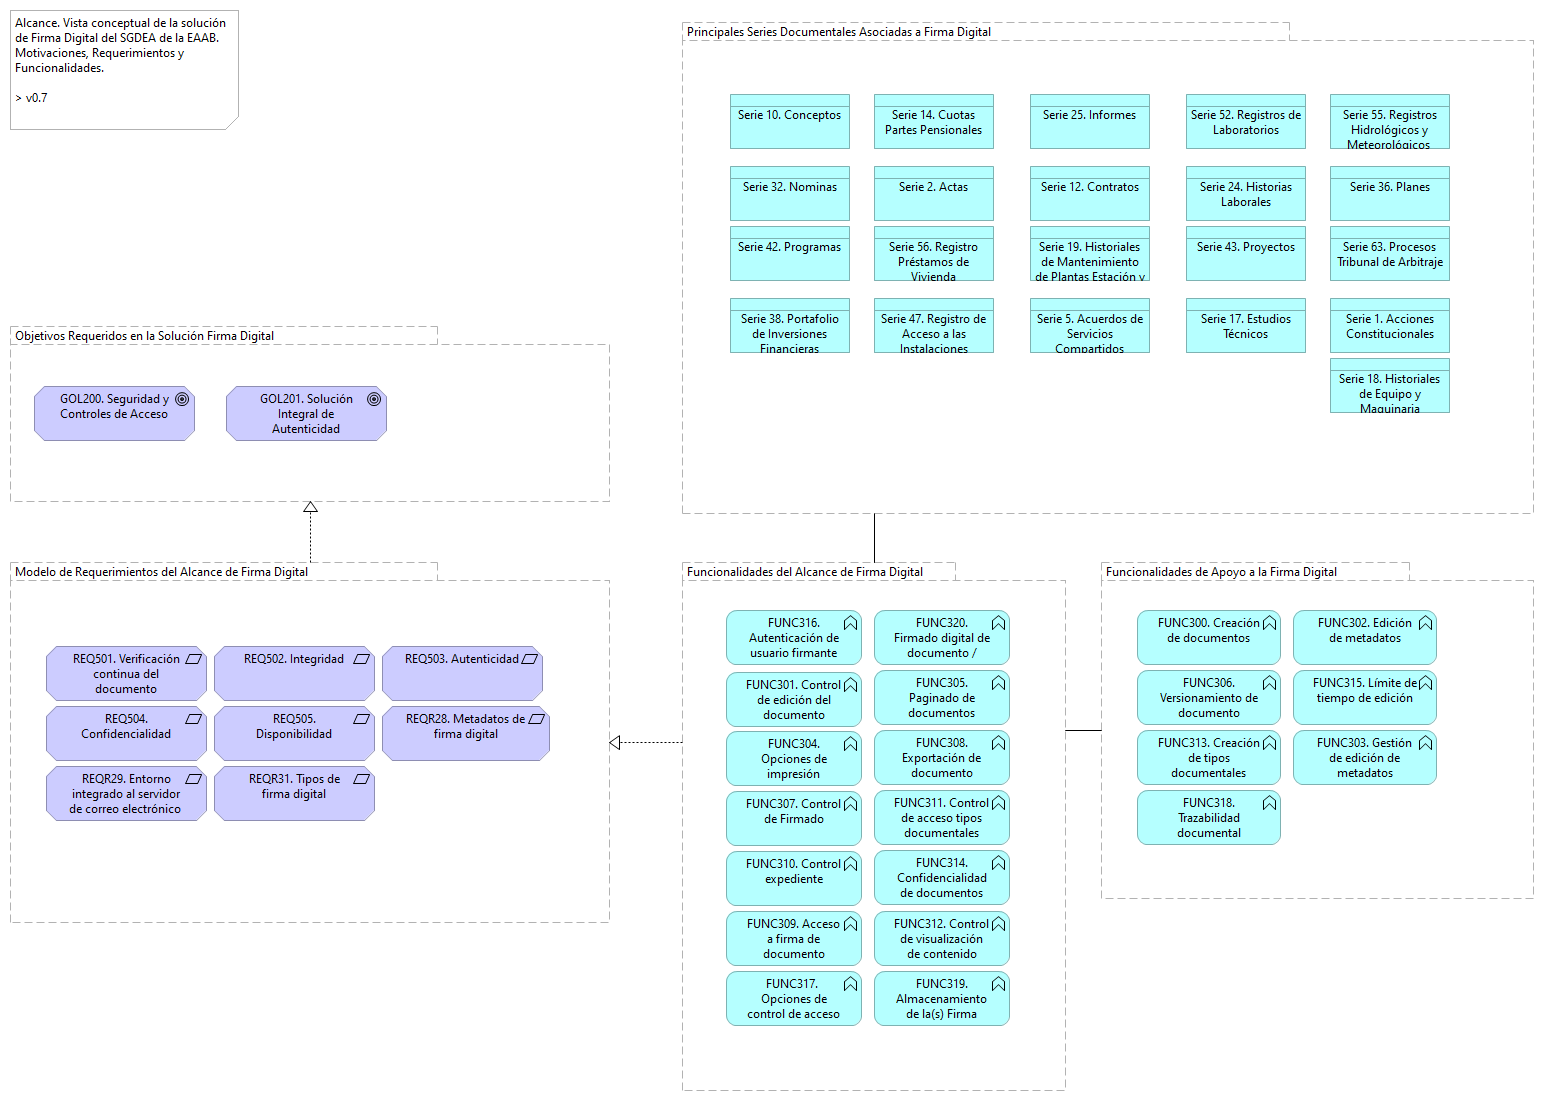 Alcance. Vista conceptual de la solución
de Firma Digital del SGDEA de la EAAB.
Motivaciones, Requerimientos y
Funcionalidades.
> v0.7
Principales Series Documentales Asociadas a Firma Digital
Serie 10. Conceptos
Serie 14. Cuotas
Partes Pensionales
Serie 25. Informes
Serie 52. Registros de
Laboratorios
Serie 55. Registros
Hidrológicos y
Meteorológicos
Serie 32. Nominas
Serie 2. Actas
Serie 12. Contratos
Serie 24. Historias
Laborales
Serie 36. Planes
Serie 42. Programas
Serie 56. Registro
Préstamos de
Vivienda
Serie 19. Historiales
de Mantenimiento
de Plantas Estación y
Serie 43. Proyectos
Serie 63. Procesos
Tribunal de Arbitraje
Serie 38. Portafolio
de Inversiones
Financieras
Serie 47. Registro de
Acceso a las
Instalaciones
Serie 5. Acuerdos de
Servicios
Compartidos
Serie 17. Estudios
Técnicos
Serie 1. Acciones
Constitucionales
Serie 18. Historiales
de Equipo y
Maquinaria
Objetivos Requeridos en la Solución Firma Digital
GOL200. Seguridad y
Controles de Acceso
GOL201. Solución
Integral de
Autenticidad
Modelo de Requerimientos del Alcance de Firma Digital
REQ501. Verificación
continua del
documento
REQ502. Integridad
REQ503. Autenticidad
REQ504.
Confidencialidad
REQ505.
Disponibilidad
REQR28. Metadatos de
firma digital
REQR29. Entorno
integrado al servidor
de correo electrónico
REQR31. Tipos de
firma digital
Funcionalidades del Alcance de Firma Digital
FUNC316.
Autenticación de
usuario firmante
FUNC320.
Firmado digital de
documento /
FUNC301. Control
de edición del
documento
FUNC305.
Paginado de
documentos
FUNC304.
Opciones de
impresión
FUNC308.
Exportación de
documento
FUNC307. Control
de Firmado
FUNC311. Control
de acceso tipos
documentales
FUNC310. Control
expediente
FUNC314.
Confidencialidad
de documentos
FUNC309. Acceso
a firma de
documento
FUNC312. Control
de visualización
de contenido
FUNC317.
Opciones de
control de acceso
FUNC319.
Almacenamiento
de la(s) Firma
Funcionalidades de Apoyo a la Firma Digital
FUNC300. Creación
de documentos
FUNC302. Edición
de metadatos
FUNC306.
Versionamiento de
documento
FUNC315. Límite de
tiempo de edición
FUNC313. Creación
de tipos
documentales
FUNC303. Gestión
de edición de
metadatos
FUNC318.
Trazabilidad
documental